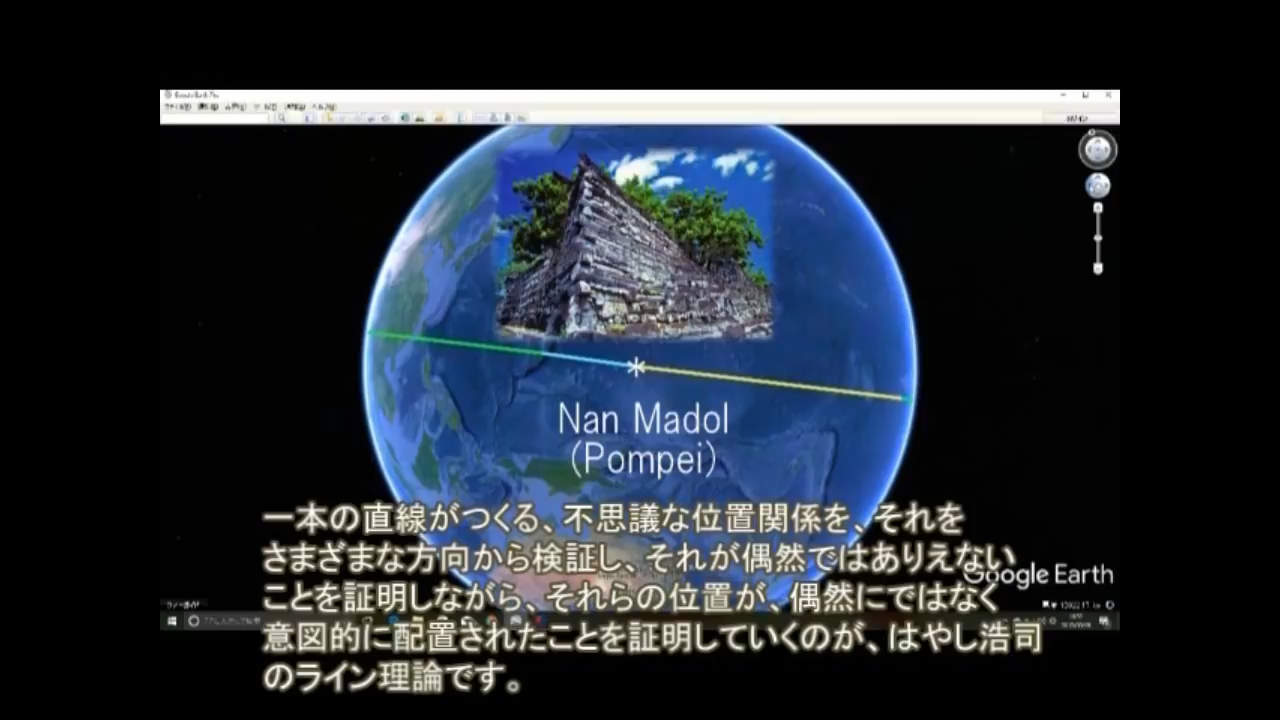 Nan Madol
(Pompei)
一本の直線がつくる、不思議な位置関係を、それを
さまざまな方向から検証し、それが偶然ではありえない
ことを証明しながら、それらの位置が、偶然にではなく
意図的に配置されたことを証明していくのが、はやし浩司
のライン理論です。
Google Earth